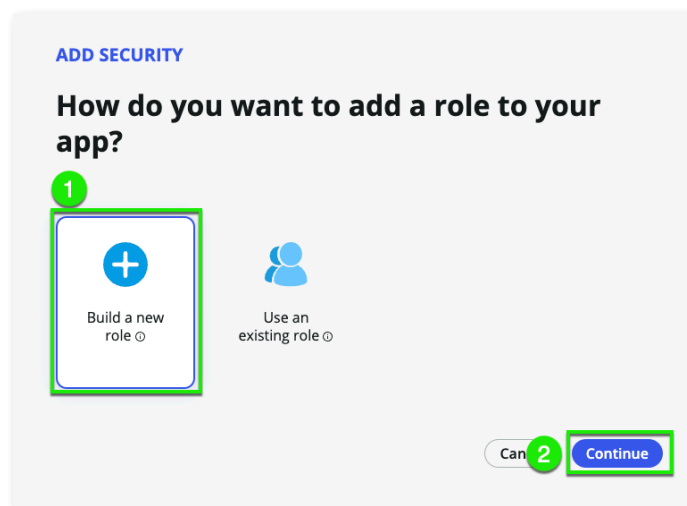 ADD SECURITY
How do you want to add a role to your
app?
1
Build a new
role ⓘ
Use an
existing role ⓘ
Can
2
Continue